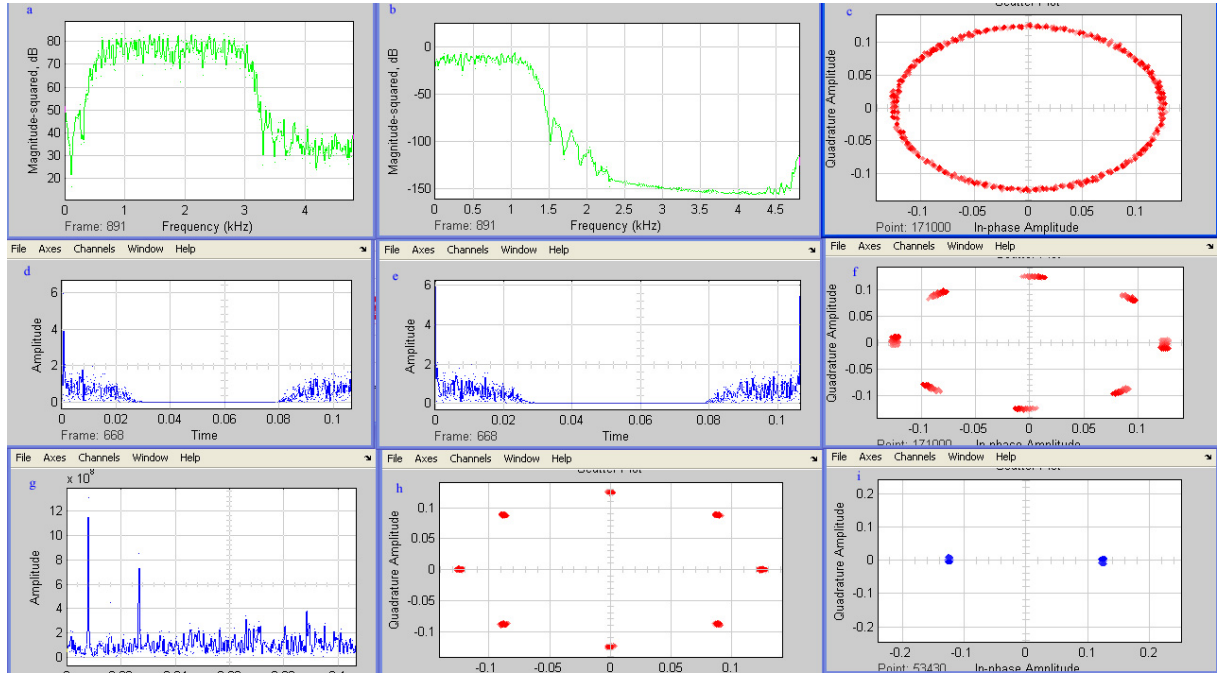 a
80
70
60
50
40
30
20
Magnitude-squared, dB
0 1 2 3 4
Frame: 891
Frequency (kHz)
b
0
-50
-100
-150
Magnitude-squared, dB
0 0.5 1 1.5 2 2.5 3 3.5 4 4.5
Frame: 891
Frequency (kHz)
c
0.1
0.05
0
-0.05
-0.1
Quadrature Amplitude
-0.1 -0.05 0 0.05 0.1
Point: 171000
In-phase Amplitude
File Axes Channels Window Help
d
6
4
2
0
Amplitude
0 0.02 0.04 0.06 0.08 0.1
Frame: 668
Time
File Axes Channels Window Help
e
6
4
2
0
Amplitude
0 0.02 0.04 0.06 0.08 0.1
Frame: 668
Time
File Axes Channels Window Help
f
0.1
0.05
0
-0.05
-0.1
Quadrature Amplitude
-0.1 -0.05 0 0.05 0.1
Point: 171000
In-phase Amplitude
File Axes Channels Window Help
g
x 10^8
12
10
8
6
4
2
0
Amplitude
File Axes Channels Window Help
Scatter Plot
h
0.1
0.05
0
-0.05
-0.1
Quadrature Amplitude
-0.1 -0.05 0 0.05 0.1
File Axes Channels Window Help
Scatter Plot
i
0.2
0.1
0
-0.1
-0.2
Quadrature Amplitude
-0.2 -0.1 0 0.1 0.2
Point: 53430
In-phase Amplitude